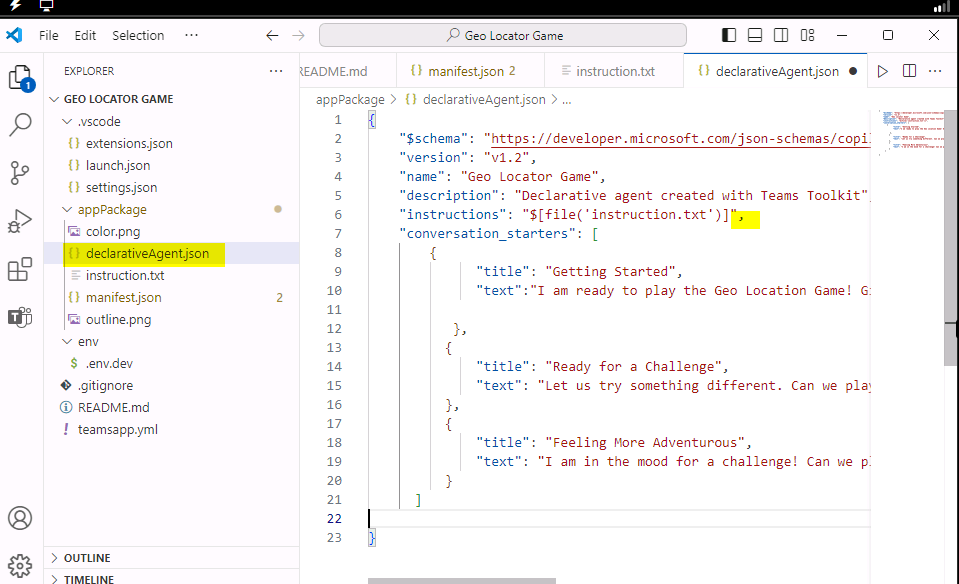 File Edit Selection ··· Geo Locator Game
EXPLORER ···
GEO LOCATOR GAME
.vscode
{} extensions.json
{} launch.json
{} settings.json
appPackage
color.png
{} declarativeAgent.json
instruction.txt
{} manifest.json 2
outline.png
env
$ .env.dev
.gitignore
README.md
! teamsapp.yml
OUTLINE
TIMELINE
1
EADME.md {} manifest.json 2 instruction.txt {} declarativeAgent.json ● ···
appPackage > {} declarativeAgent.json > ...
1 {
2 "$schema": "https://developer.microsoft.com/json-schemas/copi
3 "version": "v1.2",
4 "name": "Geo Locator Game",
5 "description": "Declarative agent created with Teams Toolkit",
6 "instructions": "$[file('instruction.txt')]",
7 "conversation_starters": [
8 {
9 "title": "Getting Started",
10 "text":"I am ready to play the Geo Location Game! Gi
11
12 },
13 {
14 "title": "Ready for a Challenge",
15 "text": "Let us try something different. Can we play
16 },
17 {
18 "title": "Feeling More Adventurous",
19 "text": "I am in the mood for a challenge! Can we pl
20 }
21 ]
22
23 }